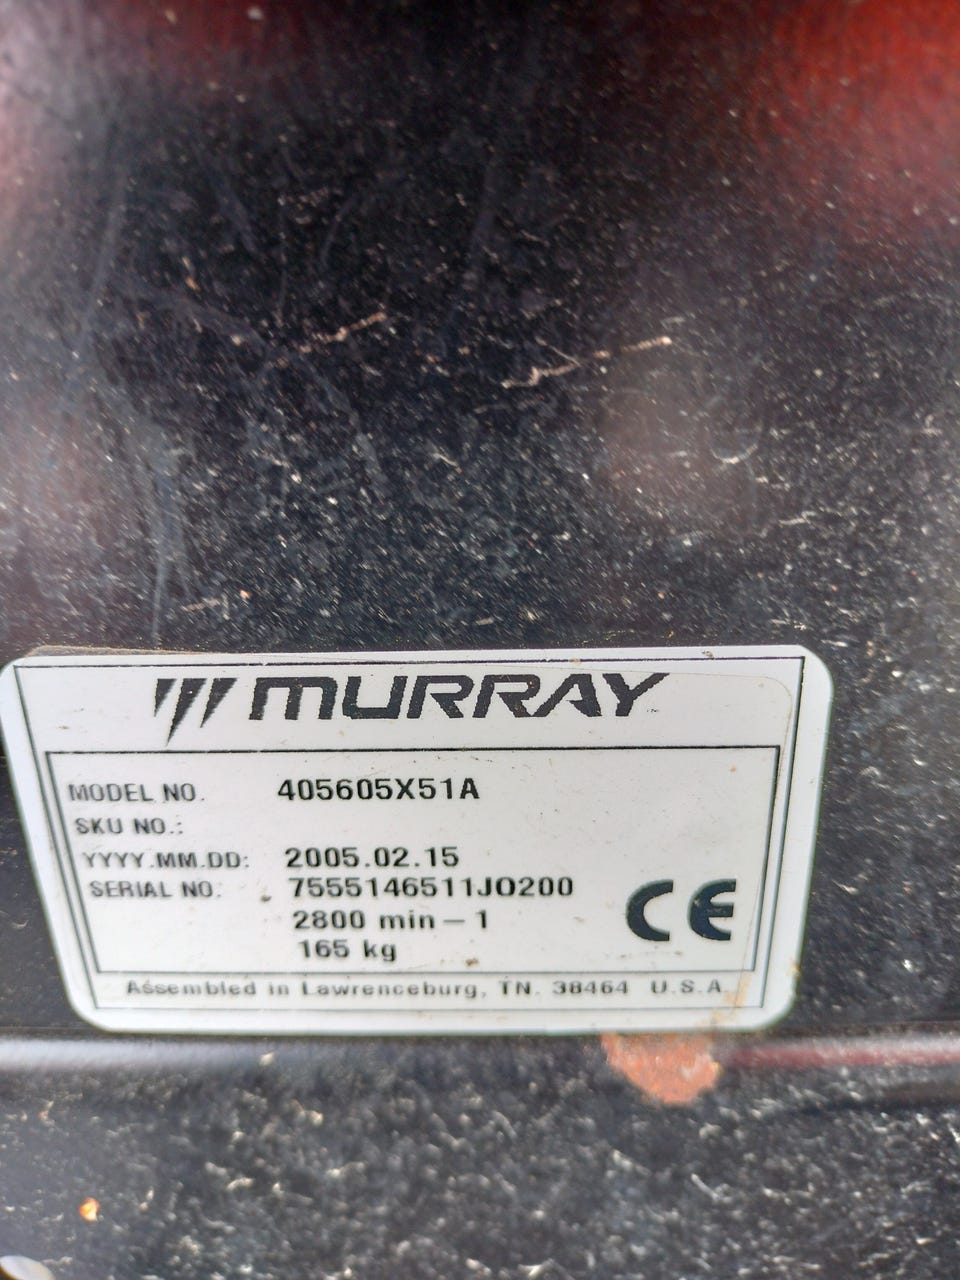 MURRAY
MODEL NO. 405605X51A
SKU NO.:
YYYY.MM.DD: 2005.02.15
SERIAL NO. 7555146511JO200
2800 min - 1
165 kg
CE
Assembled in Lawrenceburg, TN. 38464 U.S.A.